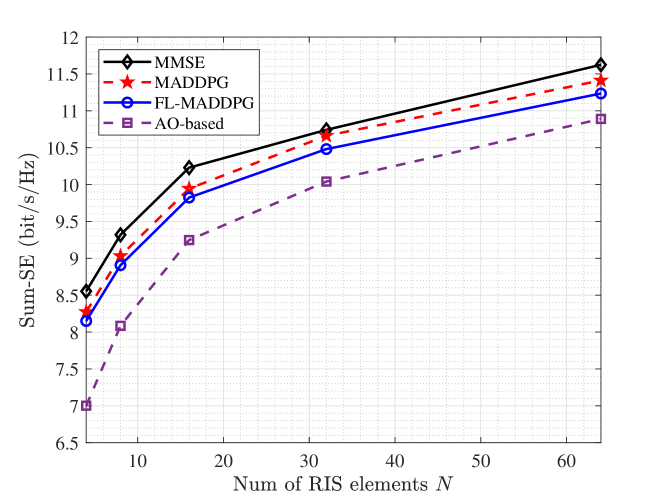 12
11.5
11
10.5
10
9.5
9
8.5
8
7.5
7
6.5
Sum-SE (bit/s/Hz)
MMSE
MADDPG
FL-MADDPG
AO-based
10 20 30 40 50 60
Num of RIS elements N